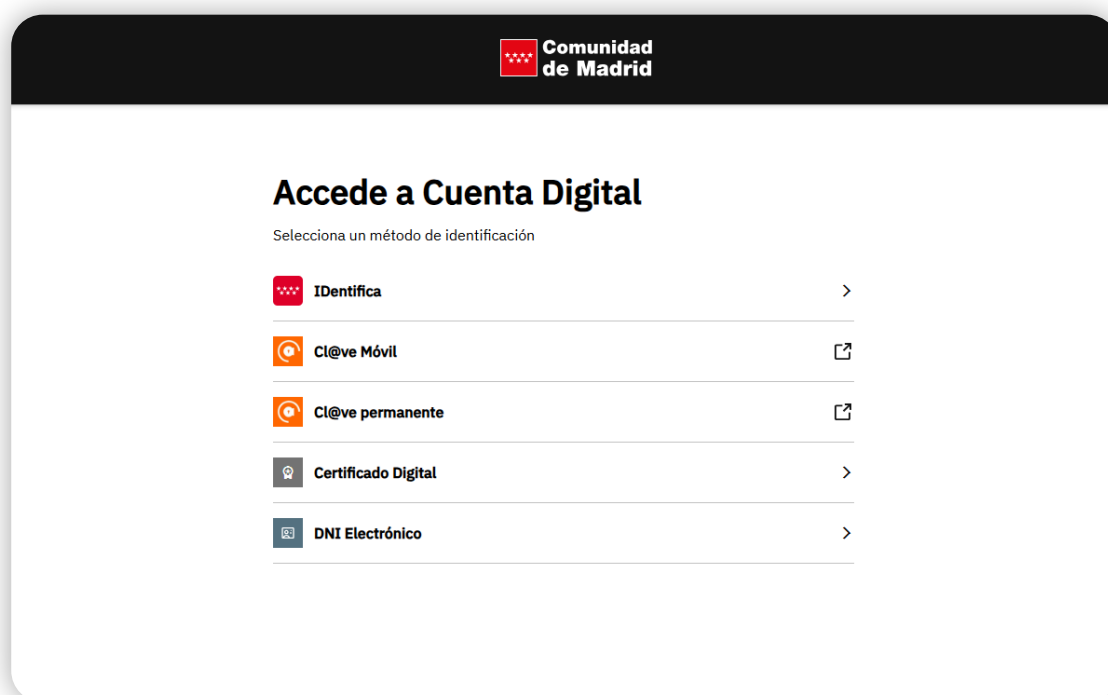 Comunidad
de Madrid
Accede a Cuenta Digital
Selecciona un método de identificación
IDentifica
Cl@ve Móvil
Cl@ve permanente
Certificado Digital
DNI Electrónico